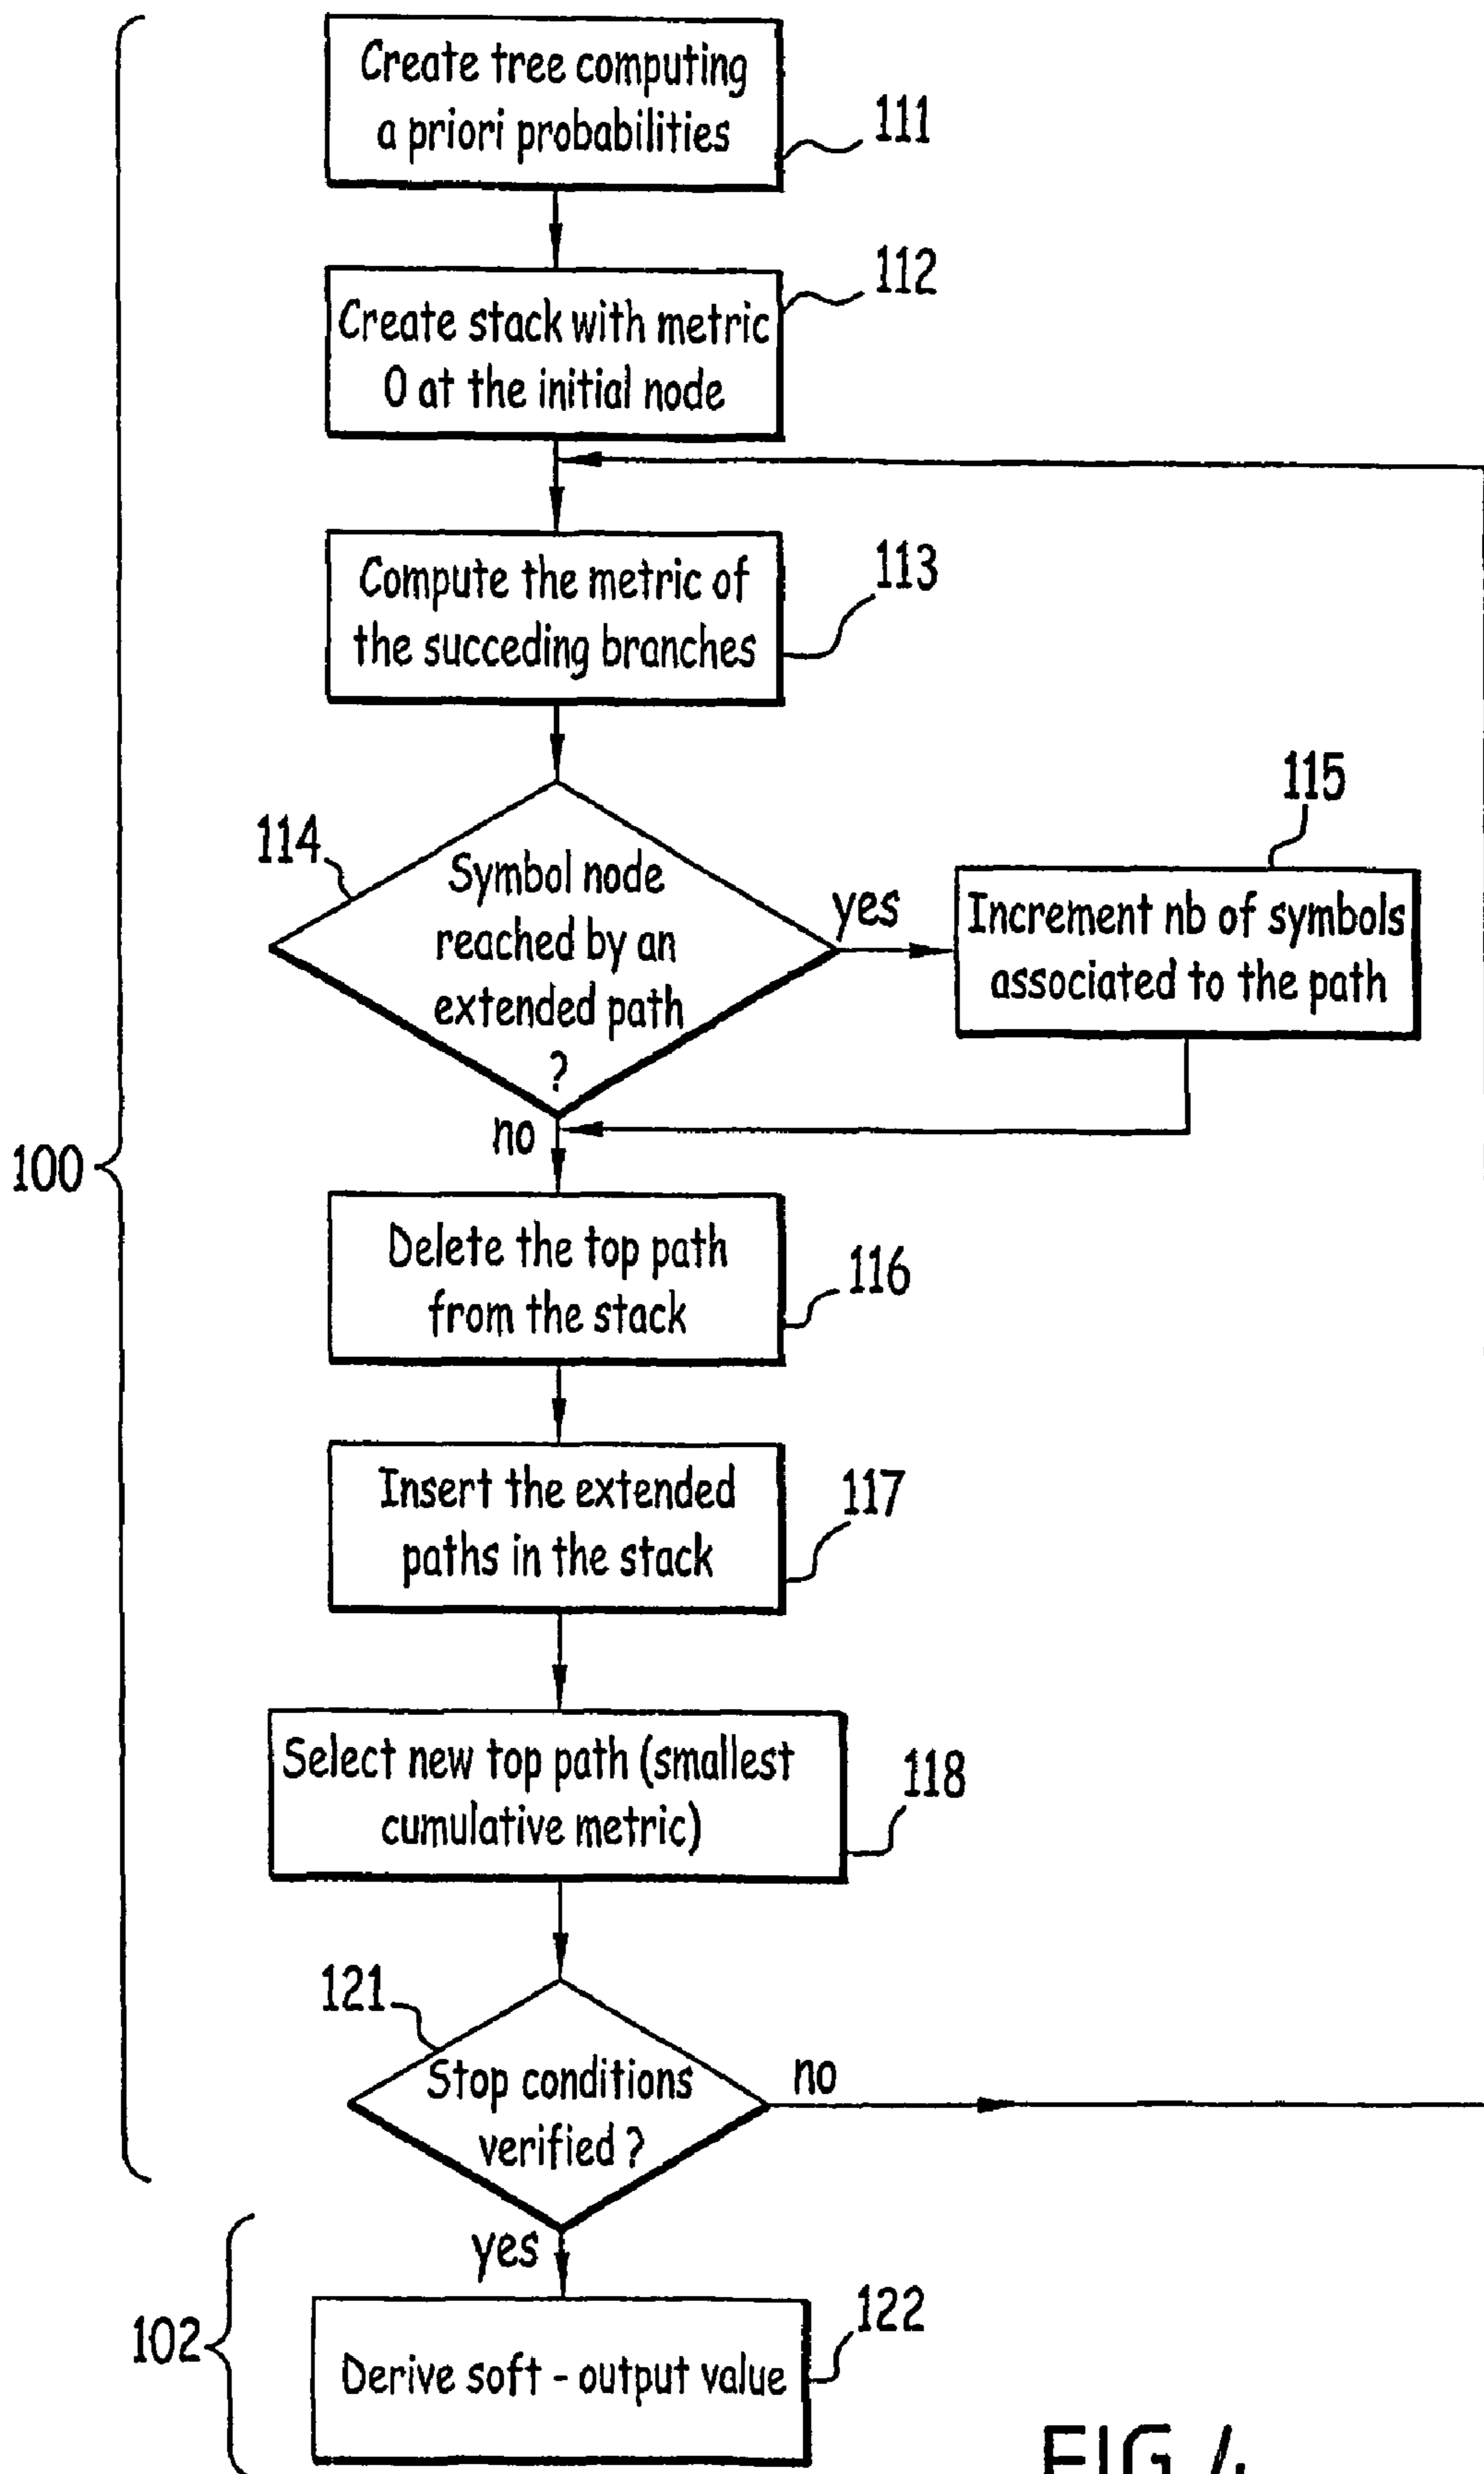 Create tree computing
a priori probabilities
111
112
Create stack with metric
0 at the initial node
113
Compute the metric of
the succeding branches
114
Symbol node
reached by an
extended path
?
yes
115
Increment nb of symbols
associated to the path
no
100
Delete the top path
from the stack
116
Insert the extended
paths in the stack
117
Select new top path (smallest
cumulative metric)
118
121
Stop conditions
verified ?
no
yes
102
122
Derive soft - output value
FIG. 4